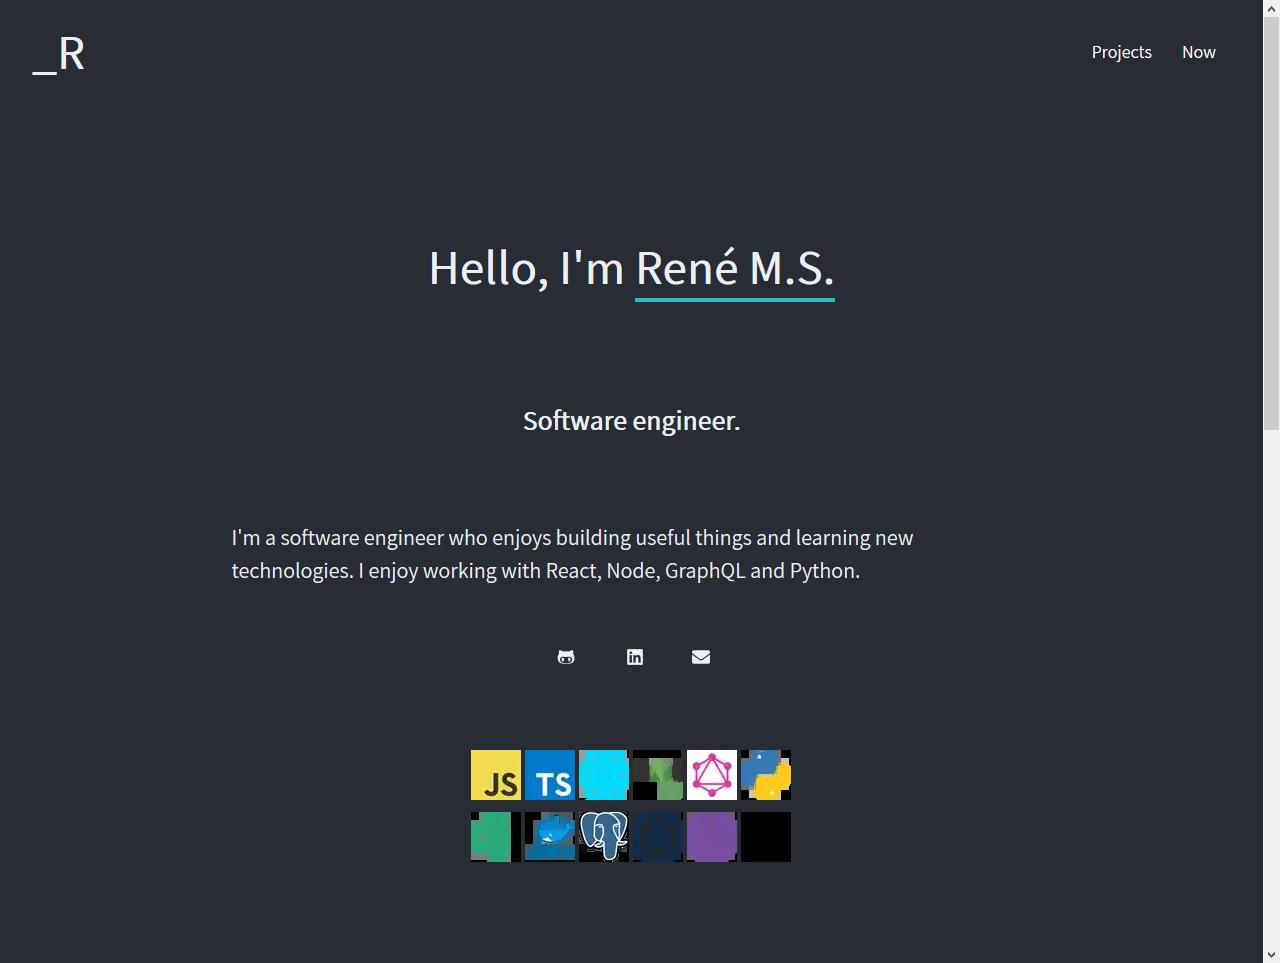 _R
Projects
Now
Hello, I'm René M.S.
Software engineer.
I'm a software engineer who enjoys building useful things and learning new
technologies. I enjoy working with React, Node, GraphQL and Python.
in
JS
TS